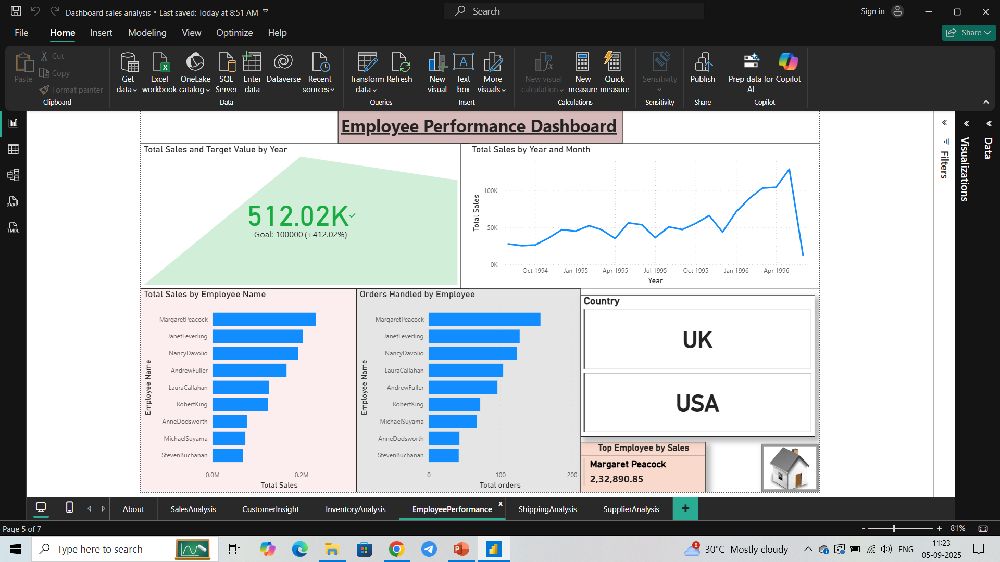 Dashboard sales analysis • Last saved: Today at 8:51 AM
Search
Sign in
File Home Insert Modeling View Optimize Help
Share
Paste
Cut
Copy
Format painter
Clipboard
Get data
Excel workbook
OneLake catalog
SQL Server
Enter data
Dataverse
Recent sources
Data
Transform data
Refresh
Queries
New visual
Text box
More visuals
Insert
New visual calculation
New measure
Quick measure
Calculations
Sensitivity
Sensitivity
Publish
Share
Prep data for AI
Copilot
Copilot
DAX
TMDL
Employee Performance Dashboard
Total Sales and Target Value by Year
512.02K
Goal: 100000 (+412.02%)
Total Sales by Year and Month
Total Sales
100K
50K
0K
Oct 1994 Jan 1995 Apr 1995 Jul 1995 Oct 1995 Jan 1996 Apr 1996
Year
Total Sales by Employee Name
Employee Name
MargaretPeacock
JanetLeverling
NancyDavolio
AndrewFuller
LauraCallahan
RobertKing
AnneDodsworth
MichaelSuyama
StevenBuchanan
0.0M 0.2M
Total Sales
Orders Handled by Employee
Employee Name
MargaretPeacock
JanetLeverling
NancyDavolio
LauraCallahan
AndrewFuller
RobertKing
MichaelSuyama
AnneDodsworth
StevenBuchanan
0 100 200
Total orders
Country
UK
USA
Top Employee by Sales
Margaret Peacock
2,32,890.85
Filters
Visualizations
Data
About SalesAnalysis CustomerInsight InventoryAnalysis EmployeePerformance x ShippingAnalysis SupplierAnalysis +
Page 5 of 7
- + 81%
Type here to search
6
30°C Mostly cloudy
ENG
11:23
05-09-2025